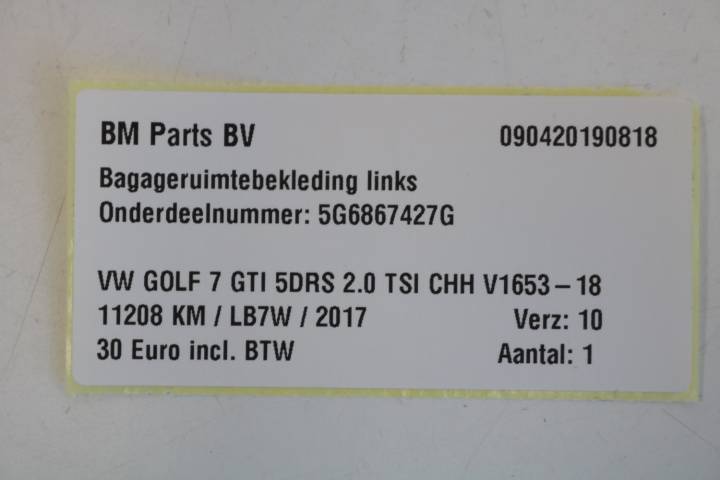 BM Parts BV 090420190818
Bagageruimtebekleding links
Onderdeelnummer: 5G6867427G
VW GOLF 7 GTI 5DRS 2.0 TSI CHH V1653-18
11208 KM / LB7W / 2017 Verz: 10
30 Euro incl. BTW Aantal: 1